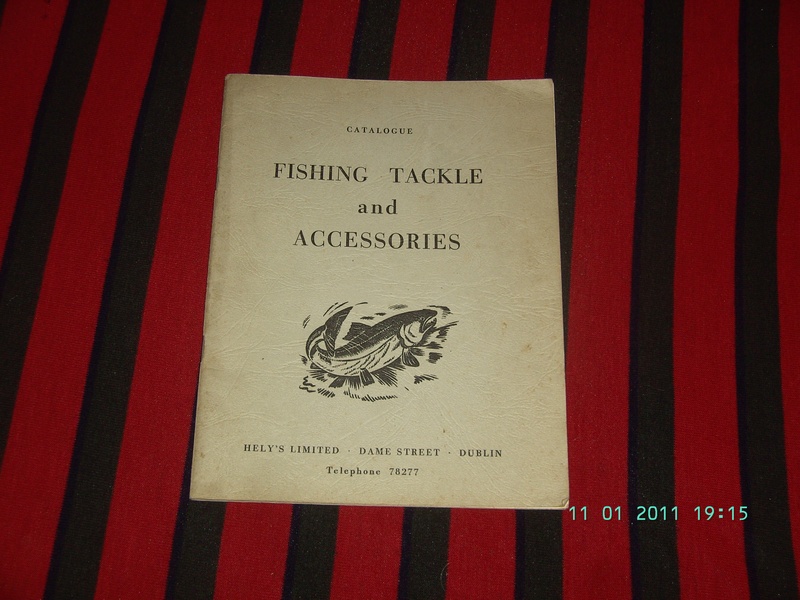 CATALOGUE
FISHING TACKLE
and
ACCESSORIES
HELY'S LIMITED · DAME STREET · DUBLIN
Telephone 78277
11 01 2011 19:15